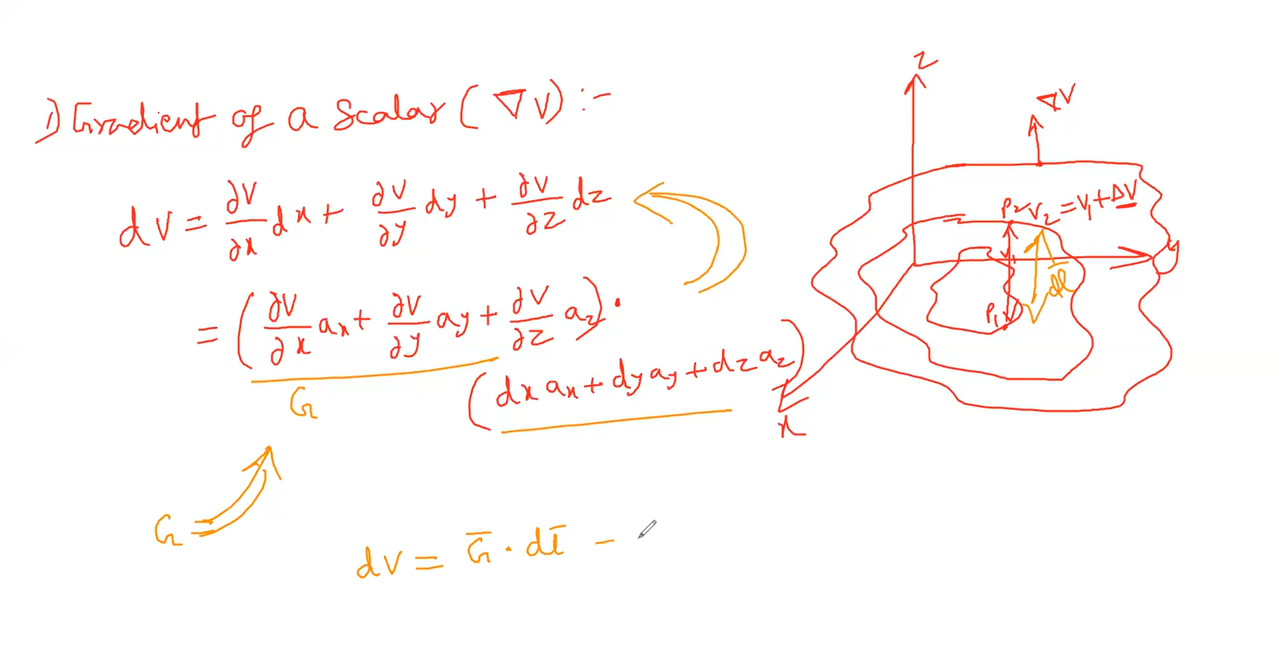 1) Gradient of a Scalar (∇V) :-
dV = ∂V/∂x dx + ∂V/∂y dy + ∂V/∂z dz
= (∂V/∂x ax + ∂V/∂y ay + ∂V/∂z az) ·
(dx ax + dy ay + dz az)
G
G
dV = G̅ · dl̅ –
z
∇V
P2 V2 = V1 + ΔV
y
dl
P1
V1
x